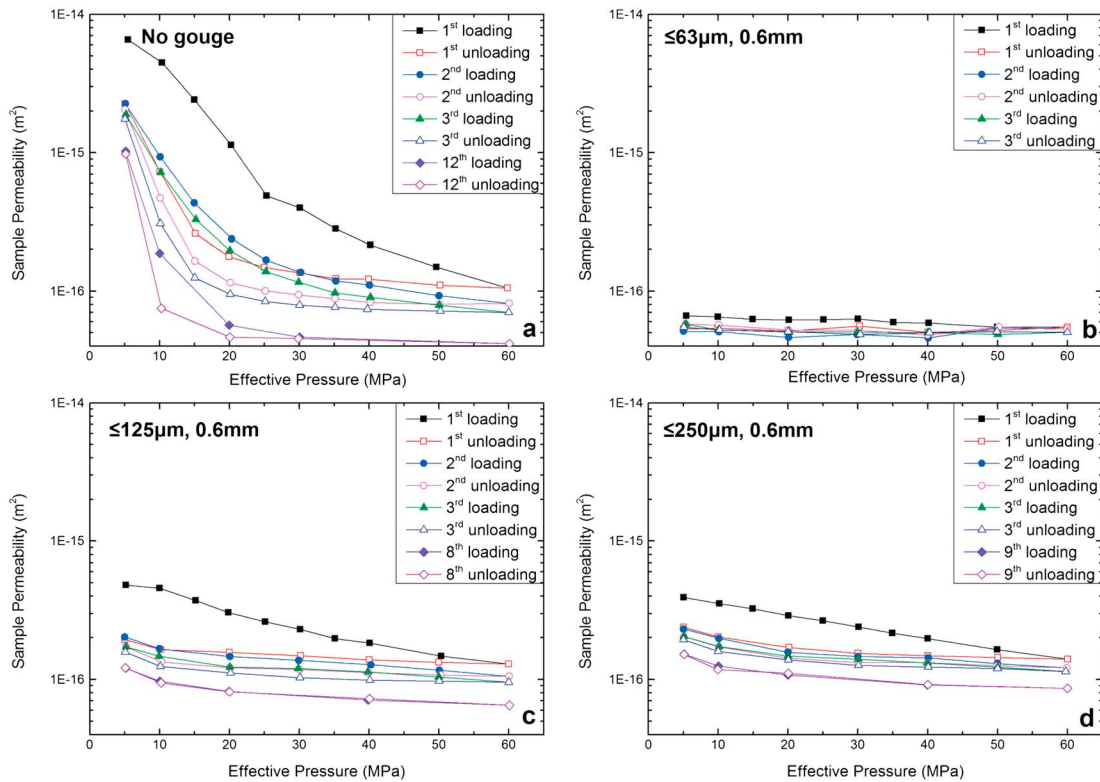 No gouge
1st loading
1st unloading
2nd loading
2nd unloading
3rd loading
3rd unloading
12th loading
12th unloading
1E-14
1E-15
1E-16
Sample Permeability (m2)
a
0 10 20 30 40 50 60
Effective Pressure (MPa)
≤63µm, 0.6mm
1st loading
1st unloading
2nd loading
2nd unloading
3rd loading
3rd unloading
1E-14
1E-15
1E-16
Sample Permeability (m2)
b
0 10 20 30 40 50 60
Effective Pressure (MPa)
≤125µm, 0.6mm
1st loading
1st unloading
2nd loading
2nd unloading
3rd loading
3rd unloading
8th loading
8th unloading
1E-14
1E-15
1E-16
Sample Permeability (m2)
c
0 10 20 30 40 50 60
Effective Pressure (MPa)
≤250µm, 0.6mm
1st loading
1st unloading
2nd loading
2nd unloading
3rd loading
3rd unloading
9th loading
9th unloading
1E-14
1E-15
1E-16
Sample Permeability (m2)
d
0 10 20 30 40 50 60
Effective Pressure (MPa)